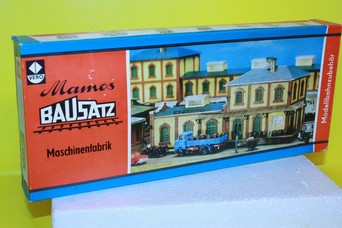 VERO
Mamos
BAUSATZ
Maschinenfabrik
Modellbahnzubehör